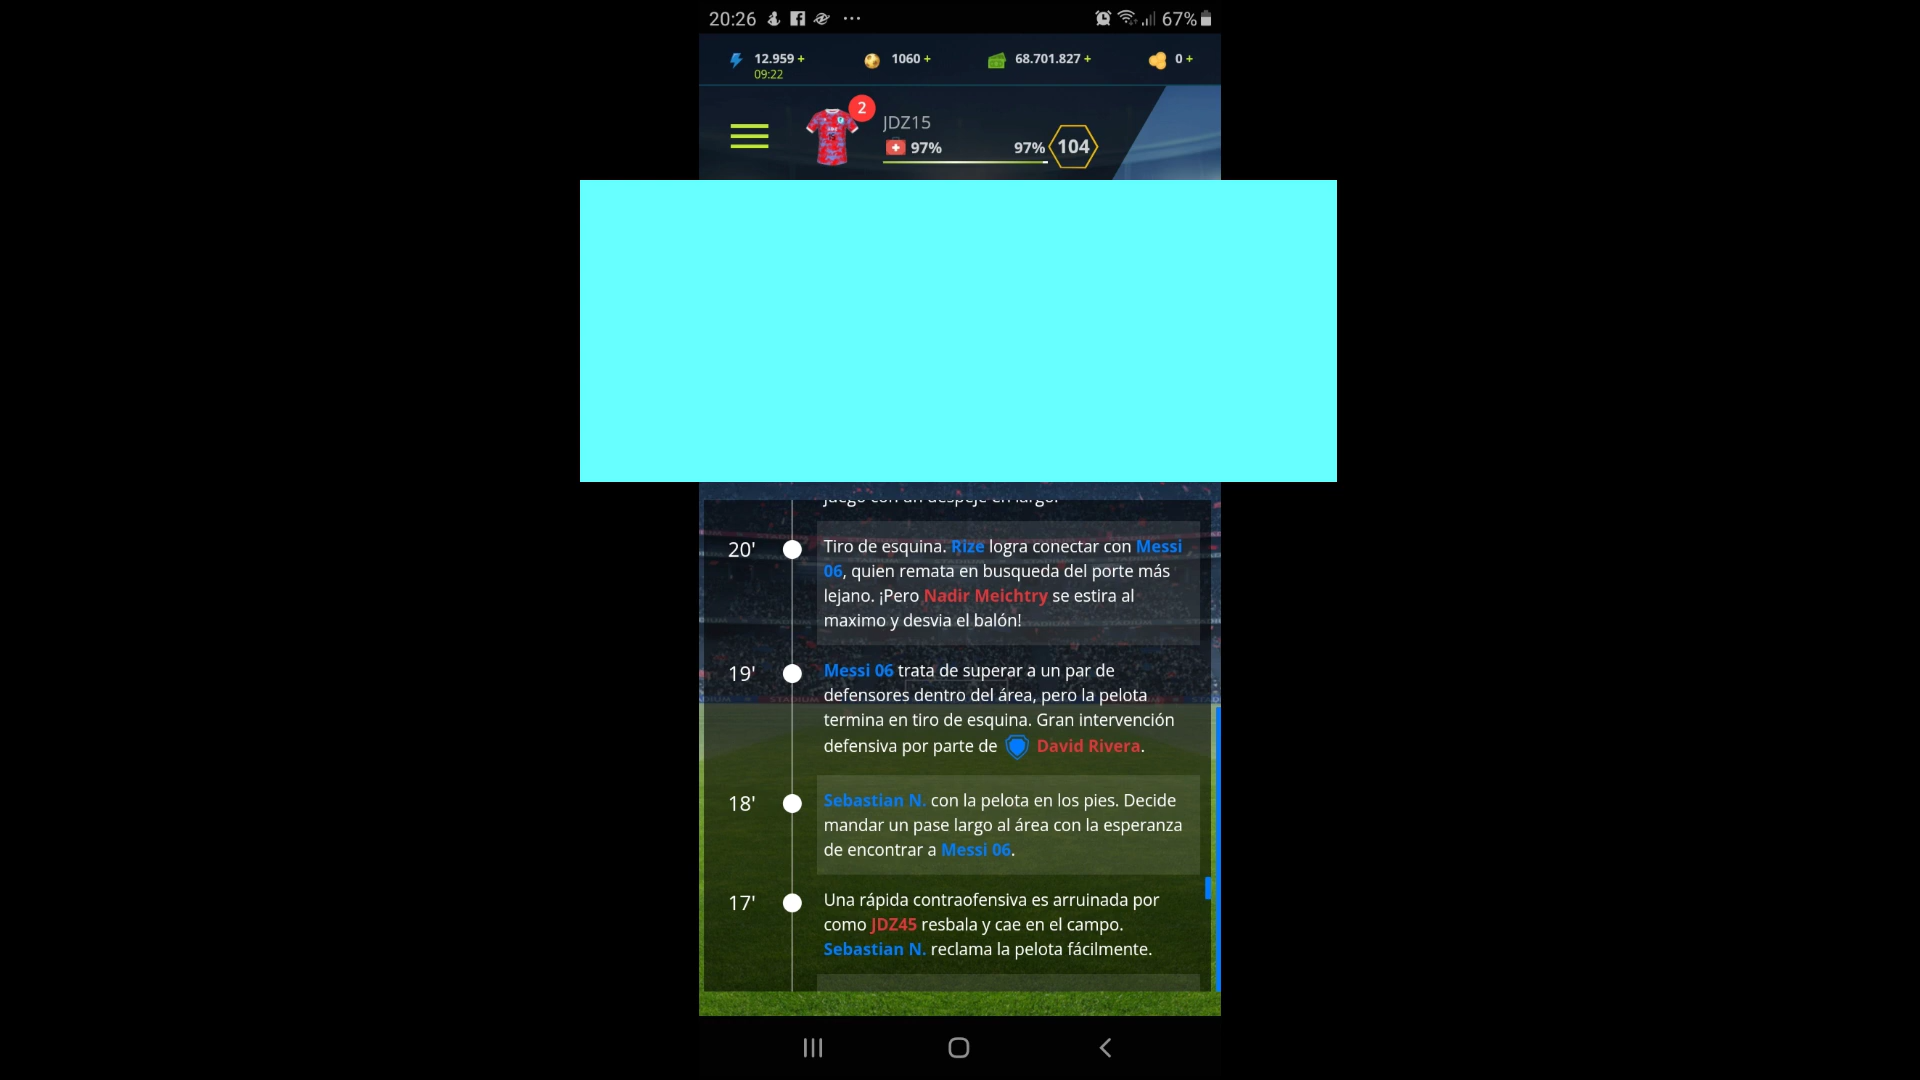 20:26 67%
12.959 + 1060 + 68.701.827 + 0 +
09:22
2
JDZ15
97% 97% 104
juego con un despeje en largo.
20' Tiro de esquina. Rize logra conectar con Messi
06, quien remata en busqueda del porte más
lejano. ¡Pero Nadir Meichtry se estira al
maximo y desvia el balón!
19' Messi 06 trata de superar a un par de
defensores dentro del área, pero la pelota
termina en tiro de esquina. Gran intervención
defensiva por parte de David Rivera.
18' Sebastian N. con la pelota en los pies. Decide
mandar un pase largo al área con la esperanza
de encontrar a Messi 06.
17' Una rápida contraofensiva es arruinada por
como JDZ45 resbala y cae en el campo.
Sebastian N. reclama la pelota fácilmente.